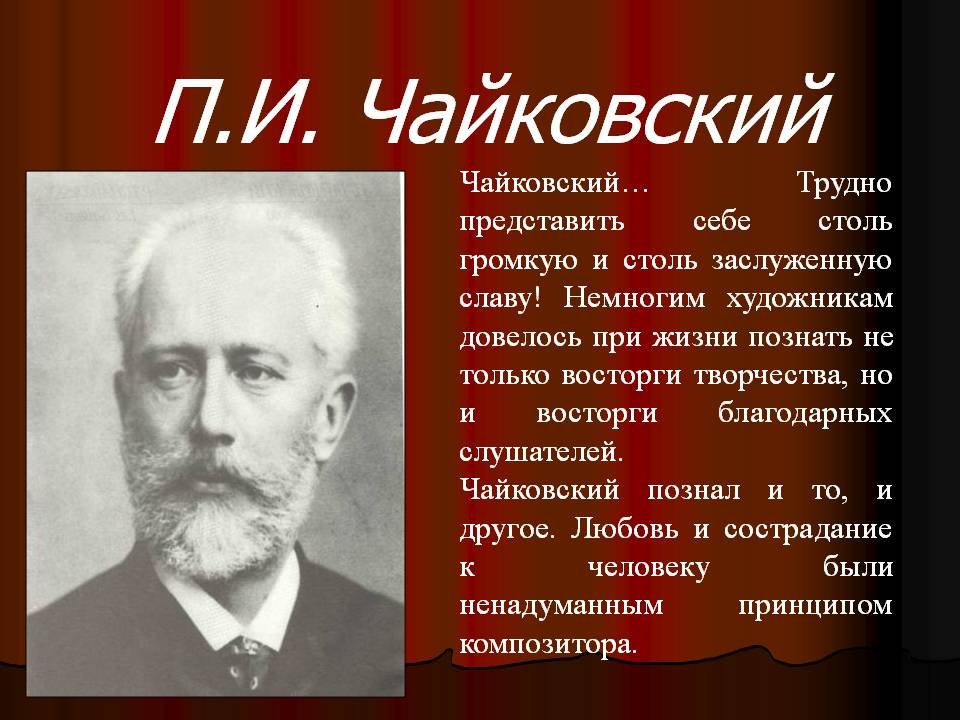 П.И. Чайковский
Чайковский… Трудно
представить себе столь
громкую и столь заслуженную
славу! Немногим художникам
довелось при жизни познать не
только восторги творчества, но
и восторги благодарных
слушателей.
Чайковский познал и то, и
другое. Любовь и сострадание
к человеку были
ненадуманным принципом
композитора.